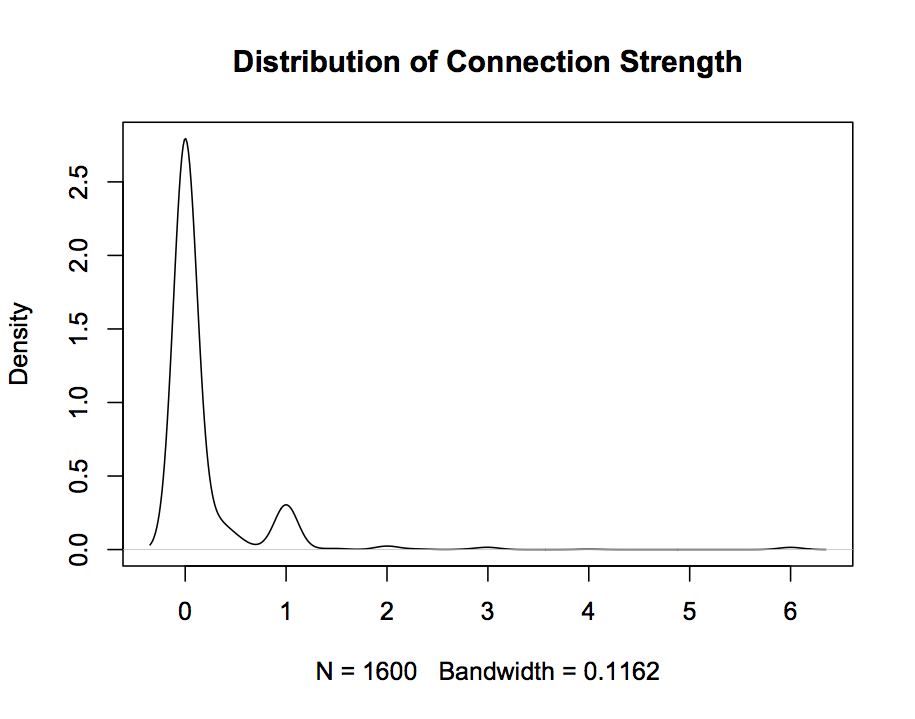 Distribution of Connection Strength
Density
2.5
2.0
1.5
1.0
0.5
0.0
0 1 2 3 4 5 6
N = 1600 Bandwidth = 0.1162